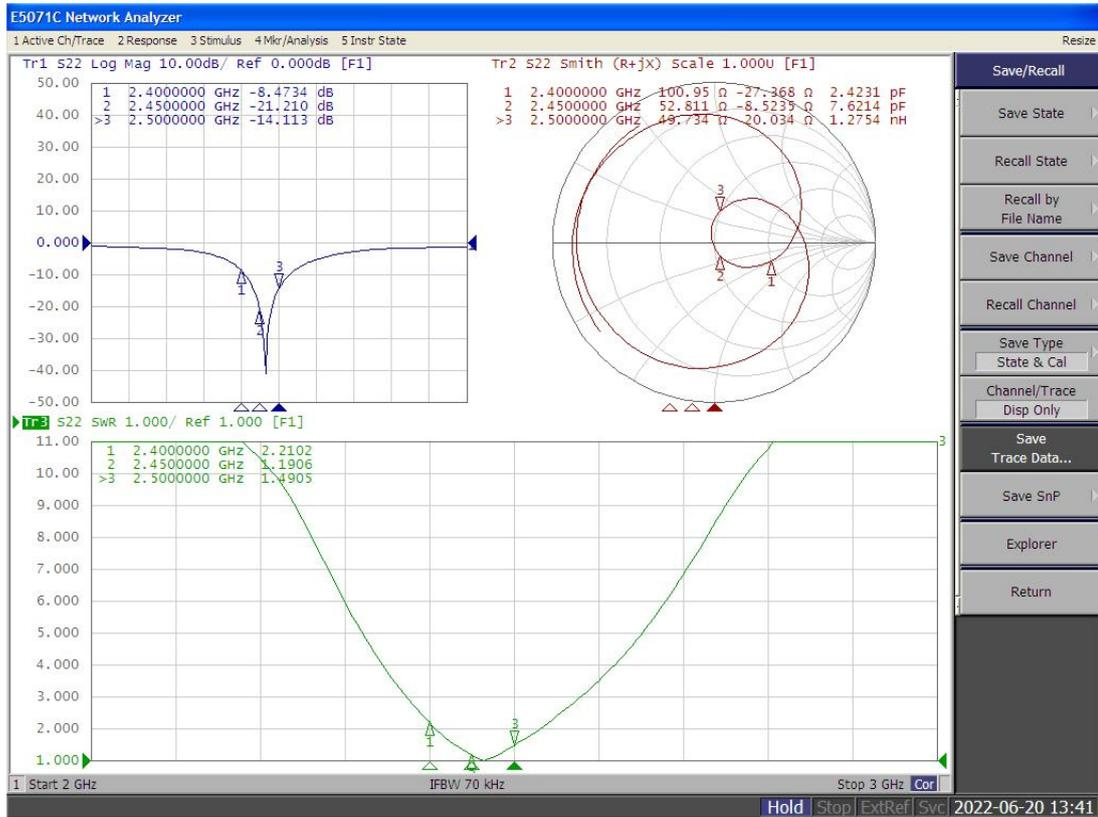 E5071C Network Analyzer
1 Active Ch/Trace 2 Response 3 Stimulus 4 Mkr/Analysis 5 Instr State
Resize
Tr1 S22 Log Mag 10.00dB/ Ref 0.000dB [F1]
50.00
40.00
30.00
20.00
10.00
0.000
-10.00
-20.00
-30.00
-40.00
-50.00
1 2.4000000 GHz -8.4734 dB
2 2.4500000 GHz -21.210 dB
>3 2.5000000 GHz -14.113 dB
1
2
3
Tr2 S22 Smith (R+jX) Scale 1.000U [F1]
1 2.4000000 GHz 100.95 Ω -27.368 Ω 2.4231 pF
2 2.4500000 GHz 52.811 Ω -8.5235 Ω 7.6214 pF
>3 2.5000000 GHz 49.734 Ω -20.034 Ω 1.2754 nH
3
2
1
Tr3 S22 SWR 1.000/ Ref 1.000 [F1]
11.00
10.00
9.000
8.000
7.000
6.000
5.000
4.000
3.000
2.000
1.000
1 2.4000000 GHz 2.2102
2 2.4500000 GHz 1.1906
>3 2.5000000 GHz 1.4905
3
1
3
1 Start 2 GHz
IFBW 70 kHz
Stop 3 GHz Cor
Save/Recall
Save State
Recall State
Recall by
File Name
Save Channel
Recall Channel
Save Type
State & Cal
Channel/Trace
Disp Only
Save
Trace Data...
Save SnP
Explorer
Return
Hold Stop ExtRef Svc 2022-06-20 13:41